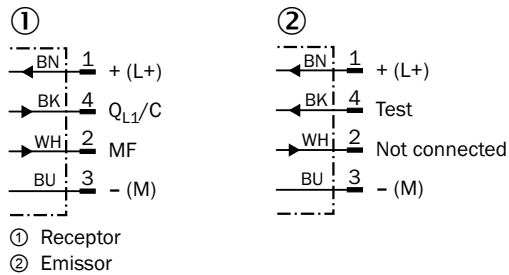 ①
BN 1 + (L+)
BK 4 QL1/C
WH 2 MF
BU 3 − (M)
②
BN 1 + (L+)
BK 4 Test
WH 2 Not connected
BU 3 − (M)
① Receptor
② Emissor